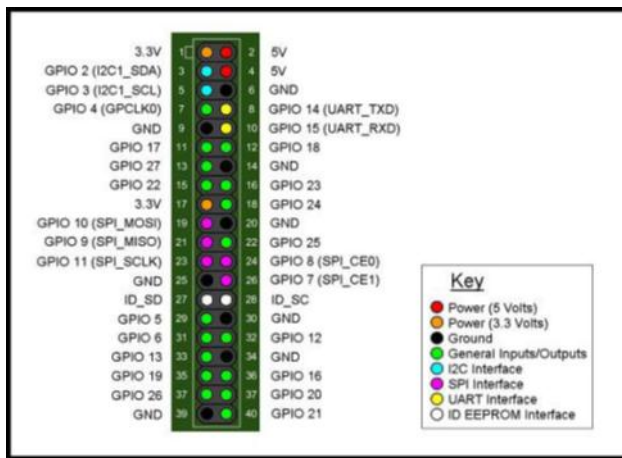 3.3V 1 2 5V
GPIO 2 (I2C1_SDA) 3 4 5V
GPIO 3 (I2C1_SCL) 5 6 GND
GPIO 4 (GPCLK0) 7 8 GPIO 14 (UART_TXD)
GND 9 10 GPIO 15 (UART_RXD)
GPIO 17 11 12 GPIO 18
GPIO 27 13 14 GND
GPIO 22 15 16 GPIO 23
3.3V 17 18 GPIO 24
GPIO 10 (SPI_MOSI) 19 20 GND
GPIO 9 (SPI_MISO) 21 22 GPIO 25
GPIO 11 (SPI_SCLK) 23 24 GPIO 8 (SPI_CE0)
GND 25 26 GPIO 7 (SPI_CE1)
ID_SD 27 28 ID_SC
GPIO 5 29 30 GND
GPIO 6 31 32 GPIO 12
GPIO 13 33 34 GND
GPIO 19 35 36 GPIO 16
GPIO 26 37 37 GPIO 20
GND 39 40 GPIO 21
Key
Power (5 Volts)
Power (3.3 Volts)
Ground
General Inputs/Outputs
I2C Interface
SPI Interface
UART Interface
ID EEPROM Interface